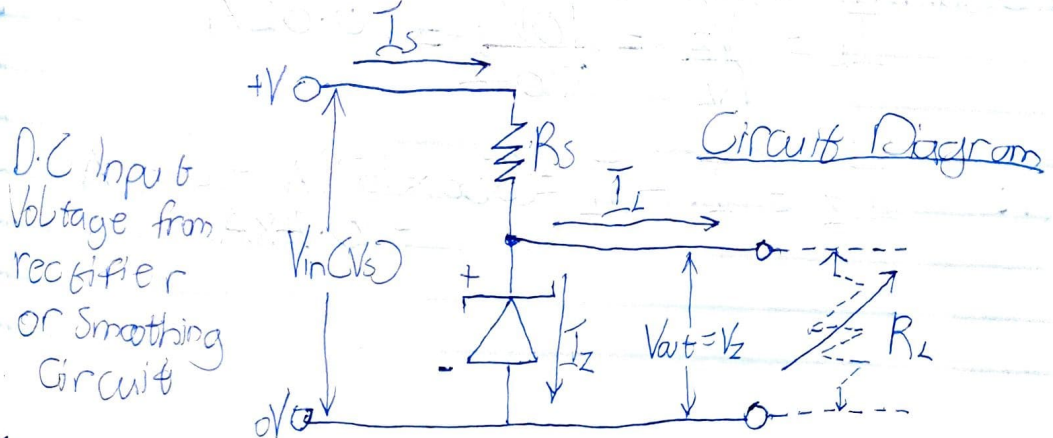 Is
+V
Circuit Diagram
Rs
D.C Input
Voltage from
rectifier
or Smoothing
Circuit
IL
Vin(Vs)
+
Iz
Vout=Vz
RL
-
0V